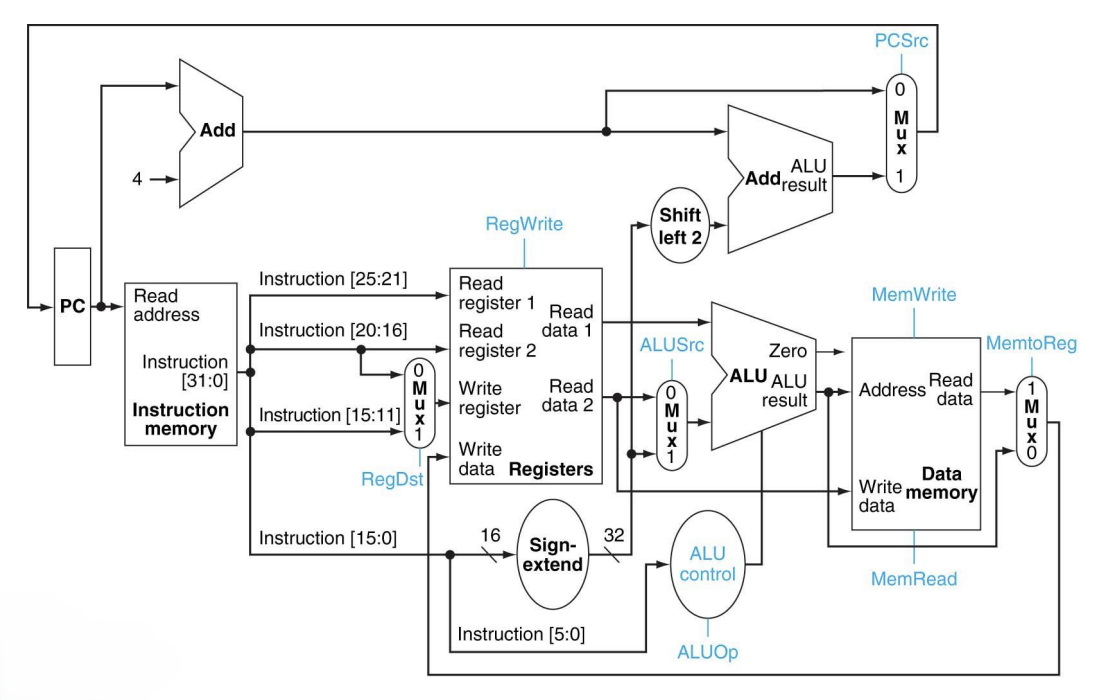 PCSrc
0
M
u
x
1
Add
4
Add
ALU
result
Shift
left 2
RegWrite
PC
Read
address
Instruction
[31:0]
Instruction
memory
Instruction [25:21]
Instruction [20:16]
Instruction [15:11]
Instruction [15:0]
0
M
u
x
1
RegDst
Read
register 1
Read
register 2
Write
register
Write
data
Read
data 1
Read
data 2
Registers
ALUSrc
0
M
u
x
1
Zero
ALU
ALU
result
MemWrite
Address
Read
data
Write
data
Data
memory
MemRead
MemtoReg
1
M
u
x
0
16
Sign-
extend
32
ALU
control
Instruction [5:0]
ALUOp